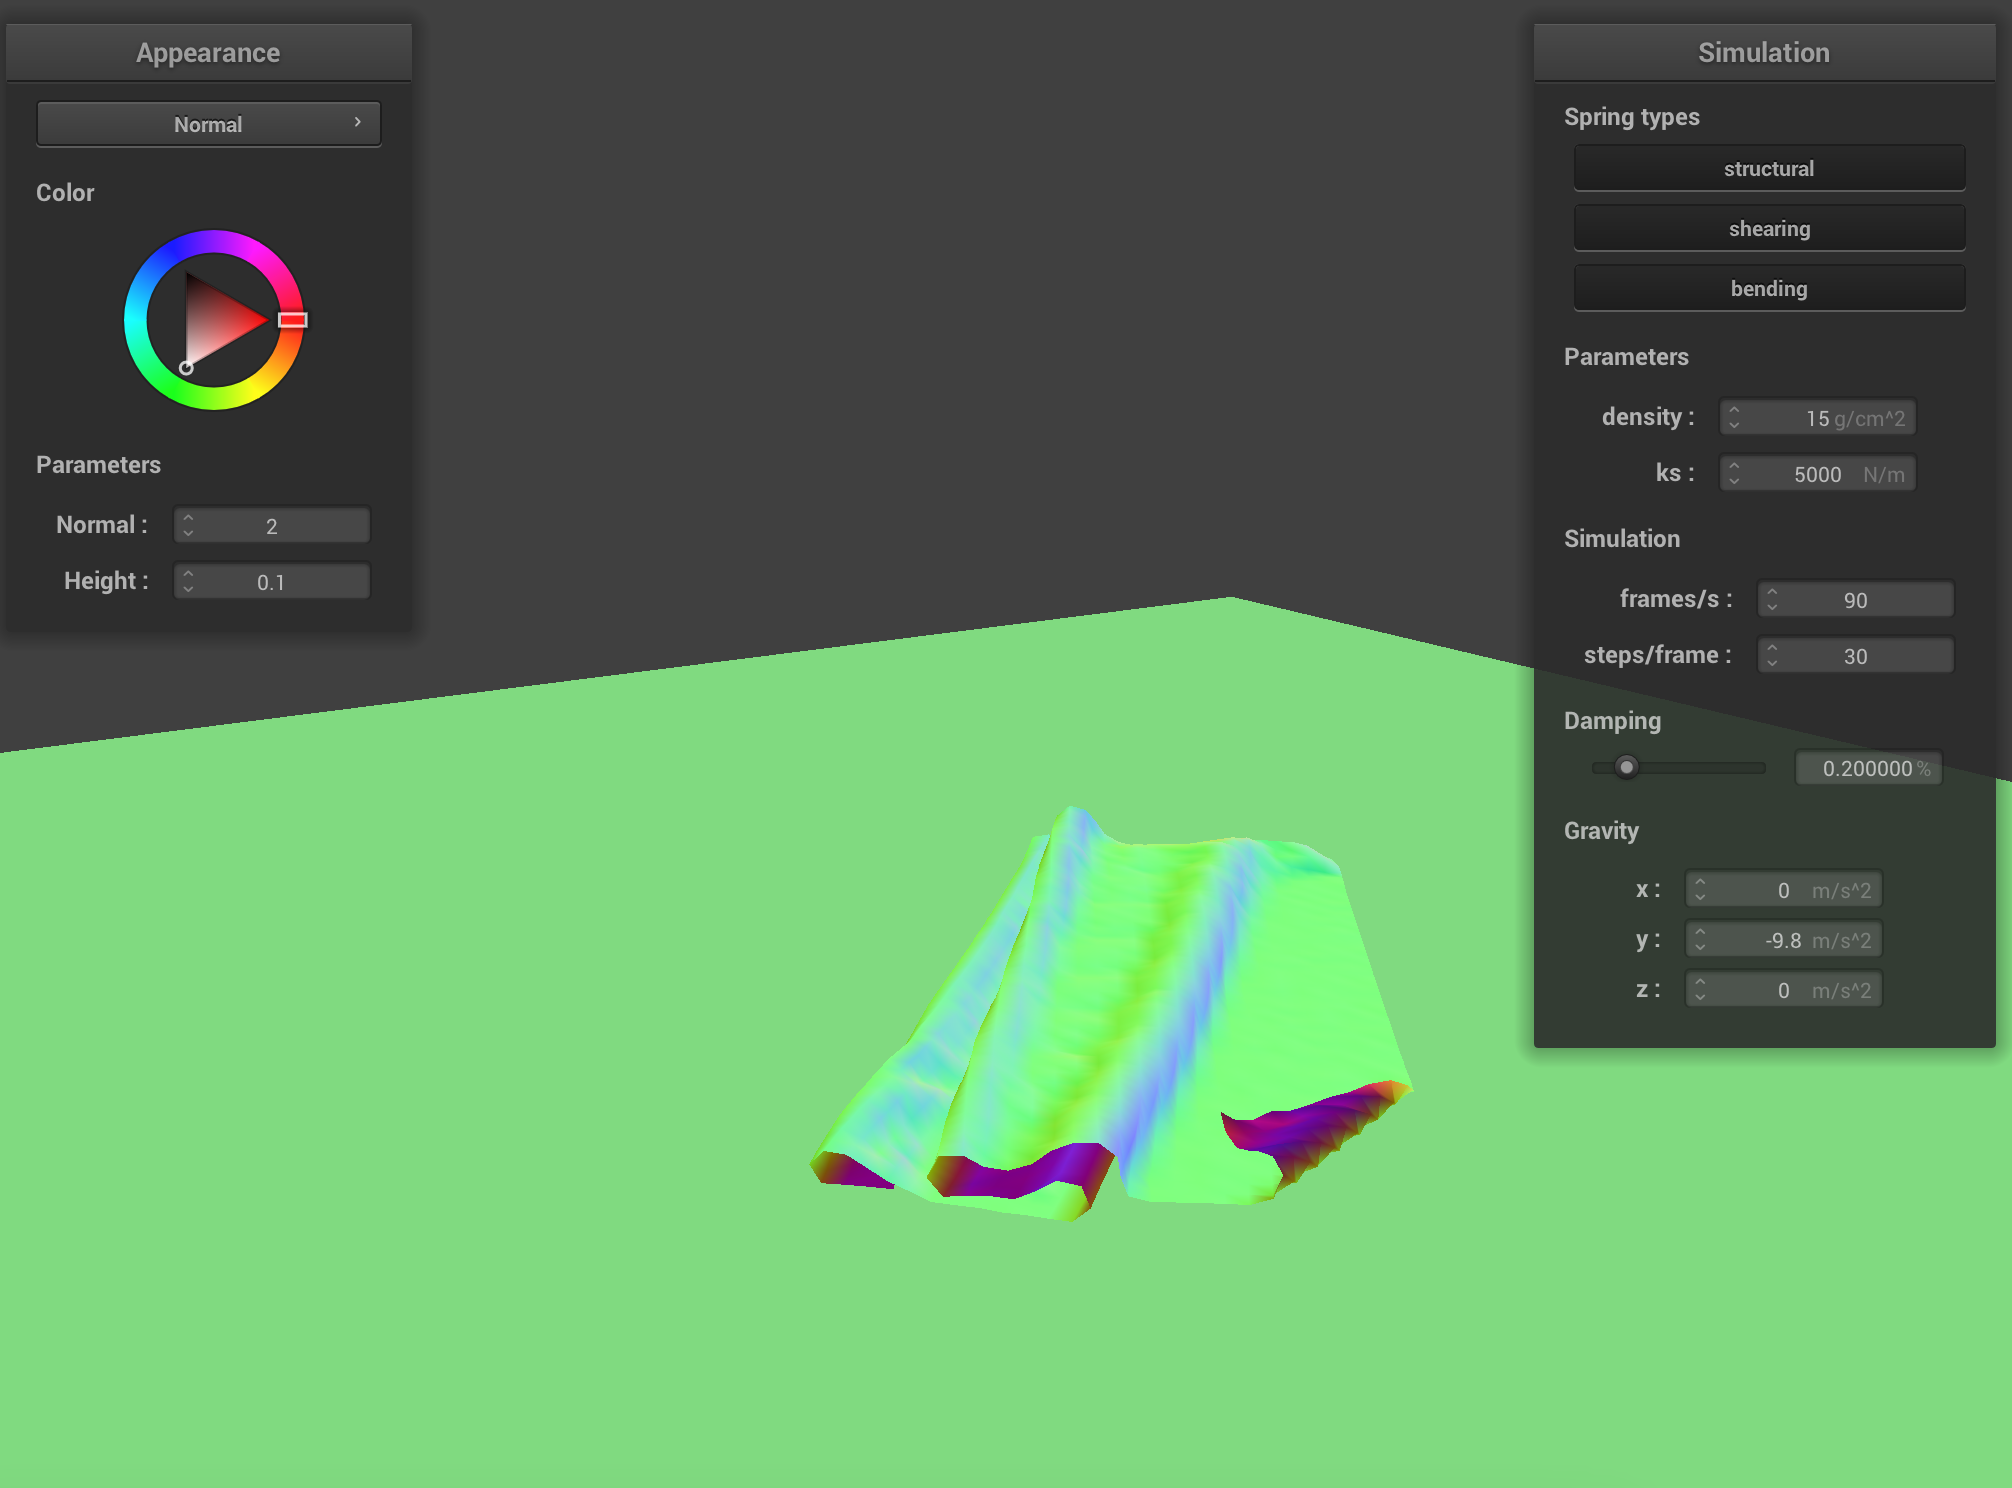 Appearance
Normal
Color
Parameters
Normal : 2
Height : 0.1
Simulation
Spring types
structural
shearing
bending
Parameters
density : 15 g/cm^2
ks : 5000 N/m
Simulation
frames/s : 90
steps/frame : 30
Damping
0.200000 %
Gravity
x : 0 m/s^2
y : -9.8 m/s^2
z : 0 m/s^2